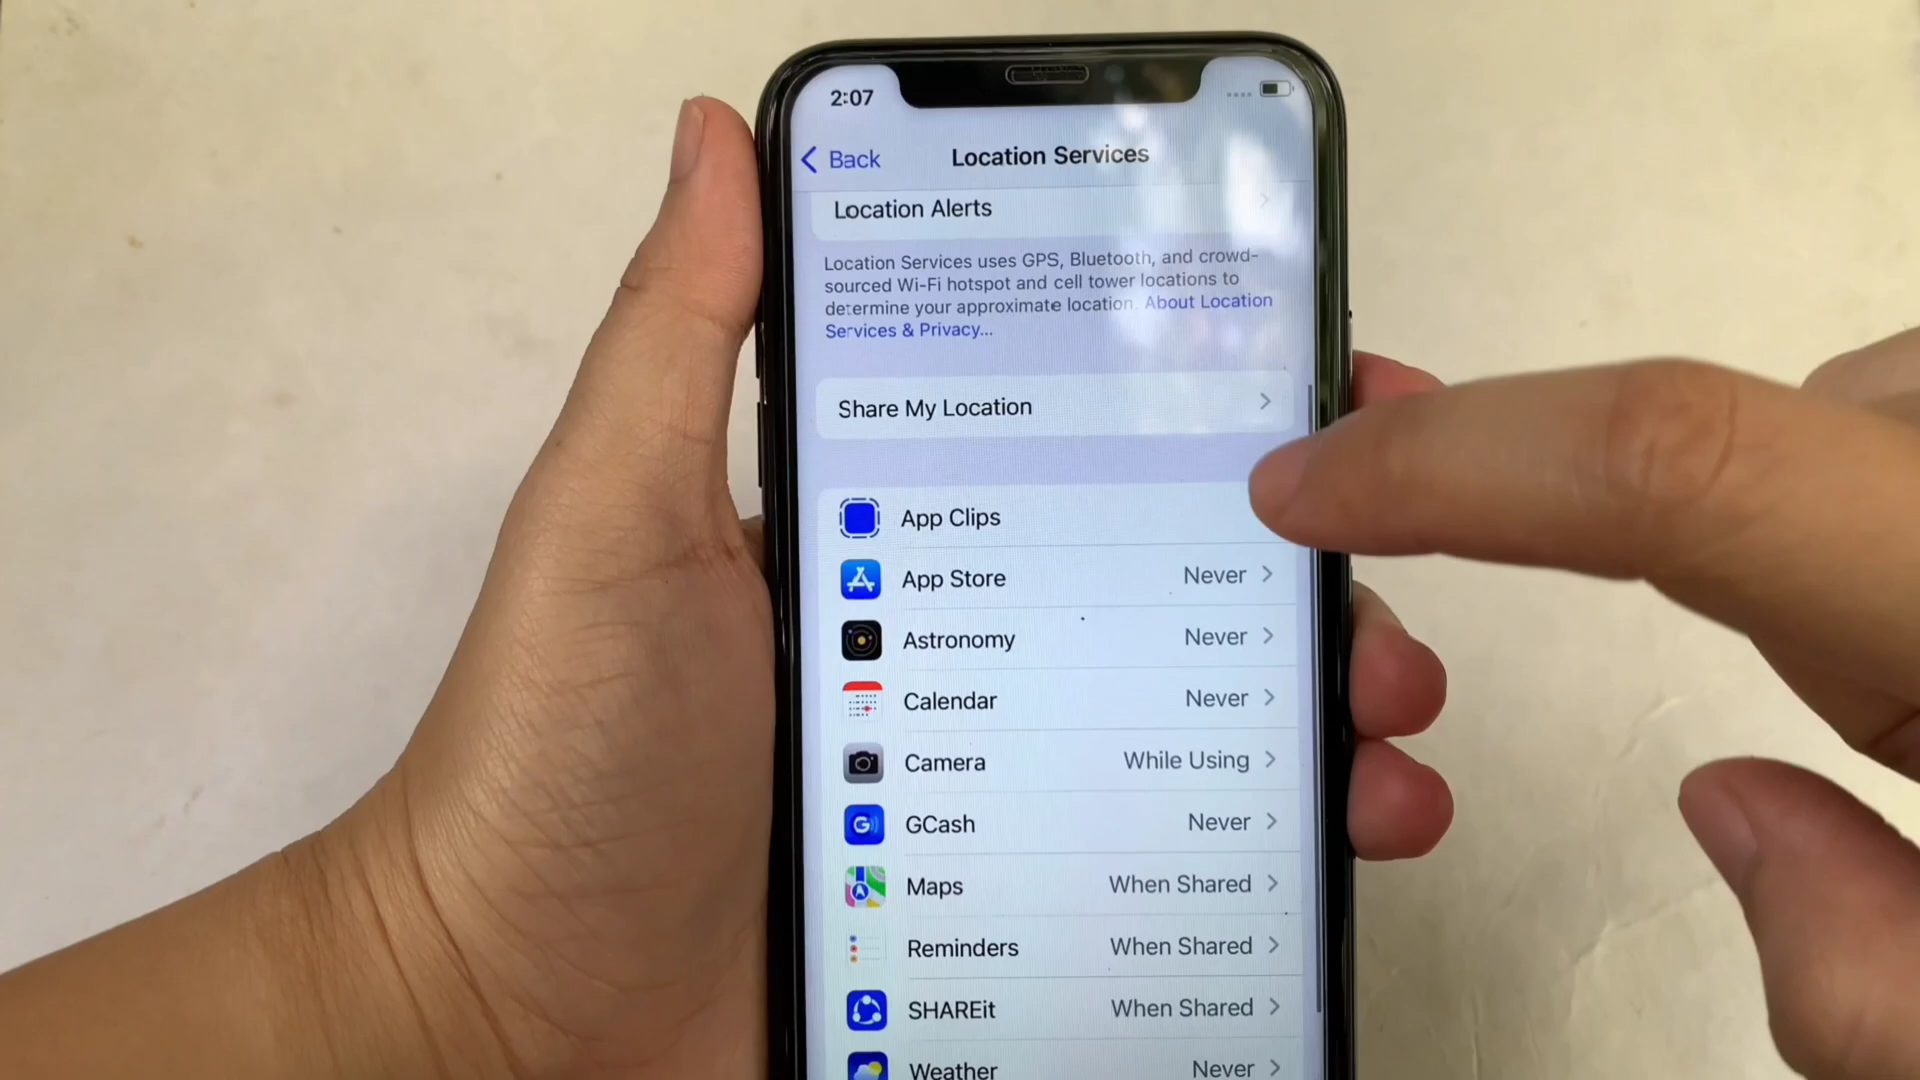 2:07
Back
Location Services
Location Alerts
Location Services uses GPS, Bluetooth, and crowd-
sourced Wi-Fi hotspot and cell tower locations to
determine your approximate location. About Location
Services & Privacy...
Share My Location
App Clips
App Store Never
Astronomy Never
Calendar Never
Camera While Using
GCash Never
Maps When Shared
Reminders When Shared
SHAREit When Shared
Weather Never